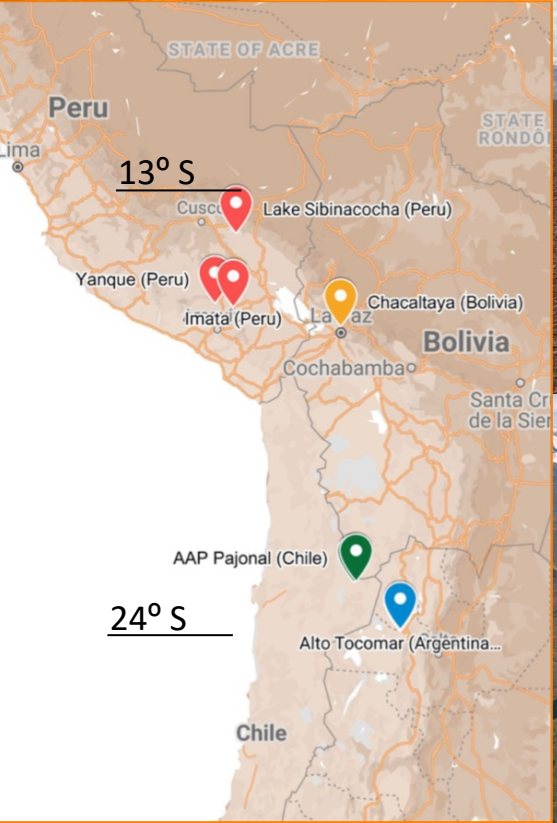 STATE OF ACRE
Peru
STATE
RONDÔ
Lima
13º S
Cusco
Lake Sibinacocha (Peru)
Yanque (Peru)
Imata (Peru)
Chacaltaya (Bolivia)
La Paz
Bolivia
Cochabamba
Santa Cr
de la Sier
AAP Pajonal (Chile)
24º S
Alto Tocomar (Argentina...
Chile